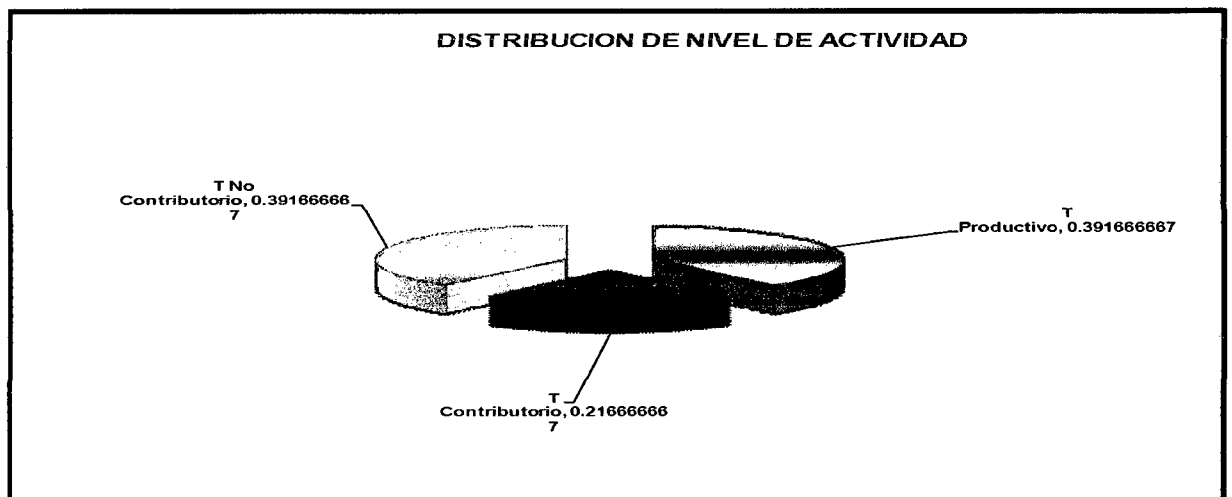 DISTRIBUCION DE NIVEL DE ACTIVIDAD
T No
Contributorio, 0.39166666
7
T
Productivo, 0.391666667
T
Contributorio, 0.21666666
7